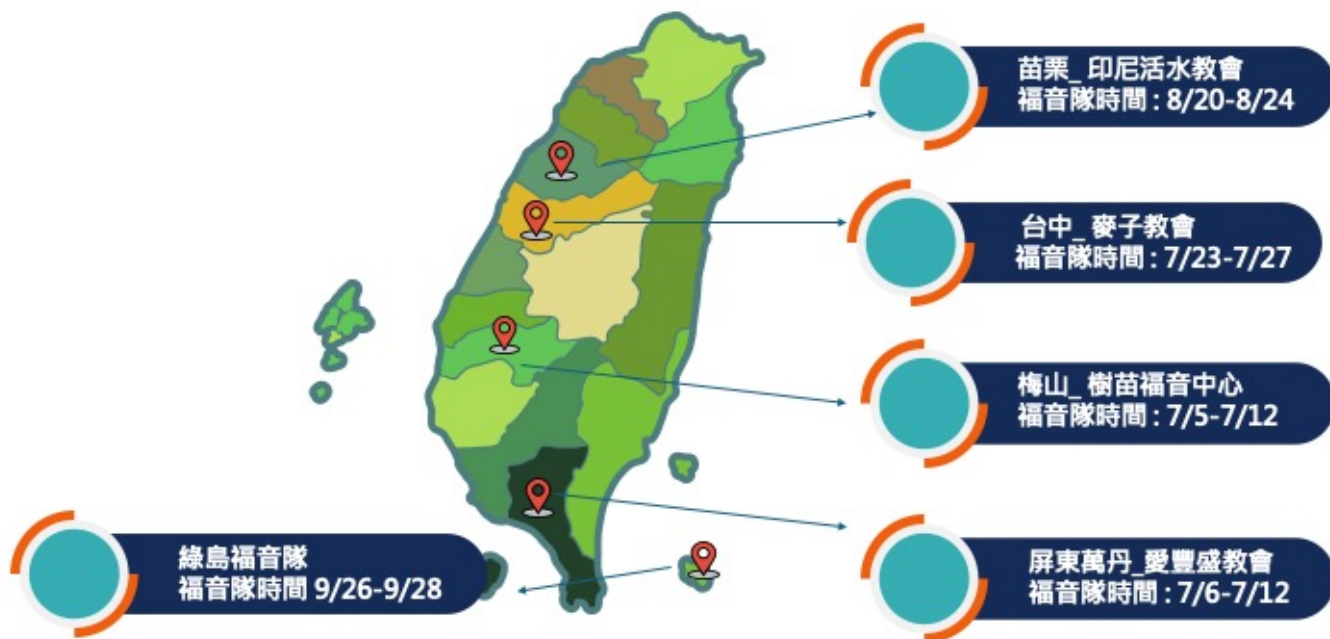 苗栗_ 印尼活水教會
福音隊時間 : 8/20-8/24
台中_ 麥子教會
福音隊時間 : 7/23-7/27
梅山_ 樹苗福音中心
福音隊時間 : 7/5-7/12
屏東萬丹_愛豐盛教會
福音隊時間 : 7/6-7/12
綠島福音隊
福音隊時間 9/26-9/28